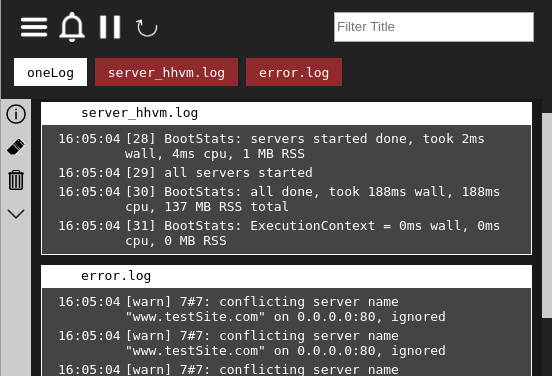 Filter Title
oneLog
server_hhvm.log
error.log
server_hhvm.log
16:05:04 [28] BootStats: servers started done, took 2ms
wall, 4ms cpu, 1 MB RSS
16:05:04 [29] all servers started
16:05:04 [30] BootStats: all done, took 188ms wall, 188ms
cpu, 137 MB RSS total
16:05:04 [31] BootStats: ExecutionContext = 0ms wall, 0ms
cpu, 0 MB RSS
error.log
16:05:04 [warn] 7#7: conflicting server name
"www.testSite.com" on 0.0.0.0:80, ignored
16:05:04 [warn] 7#7: conflicting server name
"www.testSite.com" on 0.0.0.0:80, ignored
16:05:04 [warn] 7#7: conflicting server name